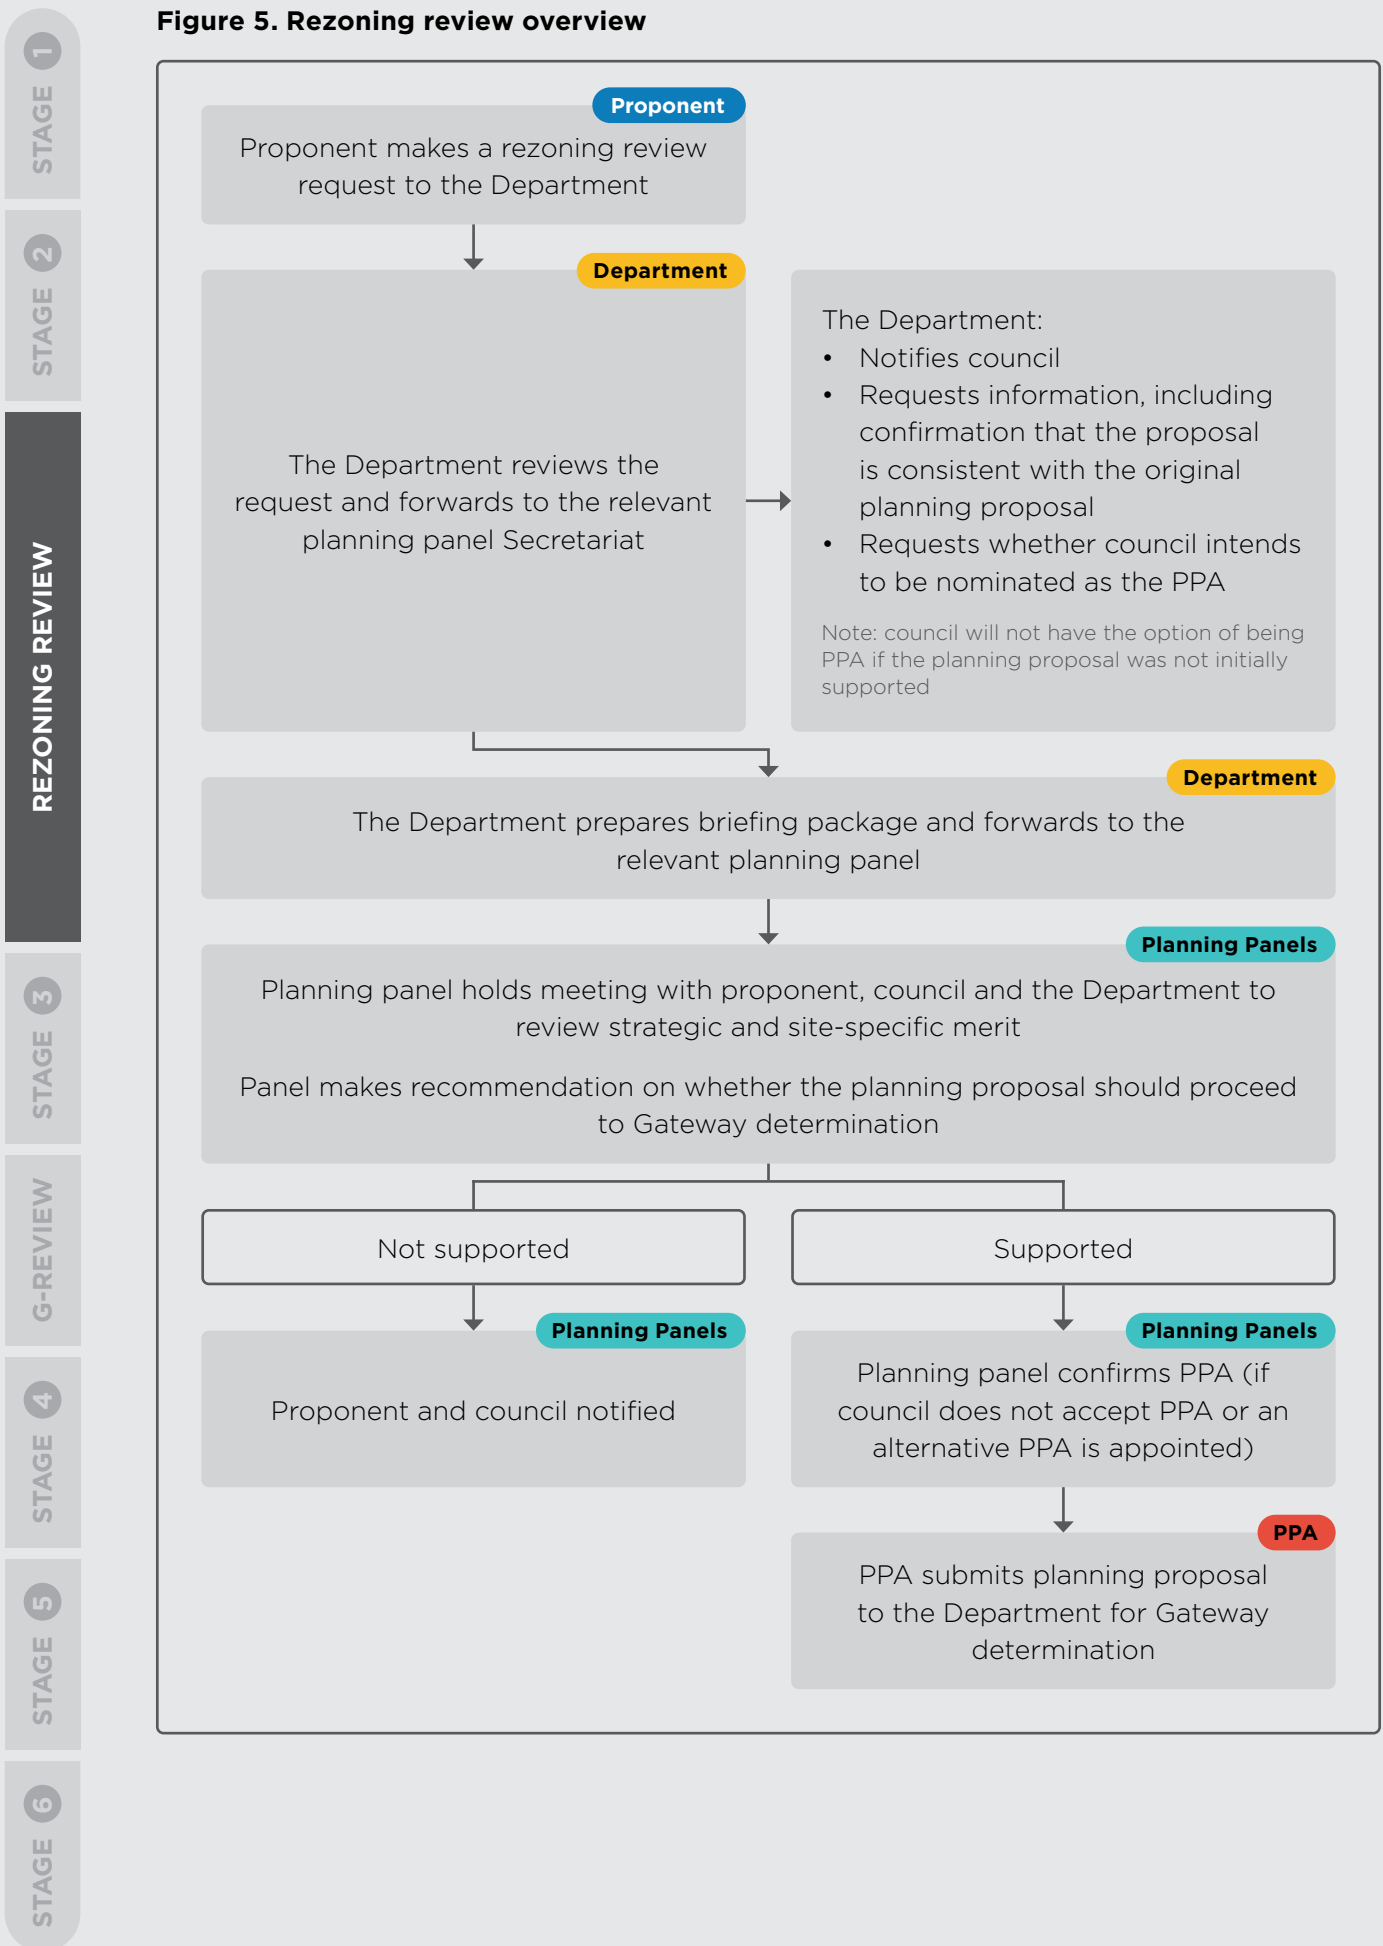 Figure 5. Rezoning review overview
STAGE 1
STAGE 2
REZONING REVIEW
STAGE 3
G-REVIEW
STAGE 4
STAGE 5
STAGE 6
Proponent
Proponent makes a rezoning review
request to the Department
Department
The Department reviews the
request and forwards to the relevant
planning panel Secretariat
The Department:
• Notifies council
• Requests information, including
confirmation that the proposal
is consistent with the original
planning proposal
• Requests whether council intends
to be nominated as the PPA
Note: council will not have the option of being
PPA if the planning proposal was not initially
supported
Department
The Department prepares briefing package and forwards to the
relevant planning panel
Planning Panels
Planning panel holds meeting with proponent, council and the Department to
review strategic and site-specific merit
Panel makes recommendation on whether the planning proposal should proceed
to Gateway determination
Not supported
Planning Panels
Proponent and council notified
Supported
Planning Panels
Planning panel confirms PPA (if
council does not accept PPA or an
alternative PPA is appointed)
PPA
PPA submits planning proposal
to the Department for Gateway
determination